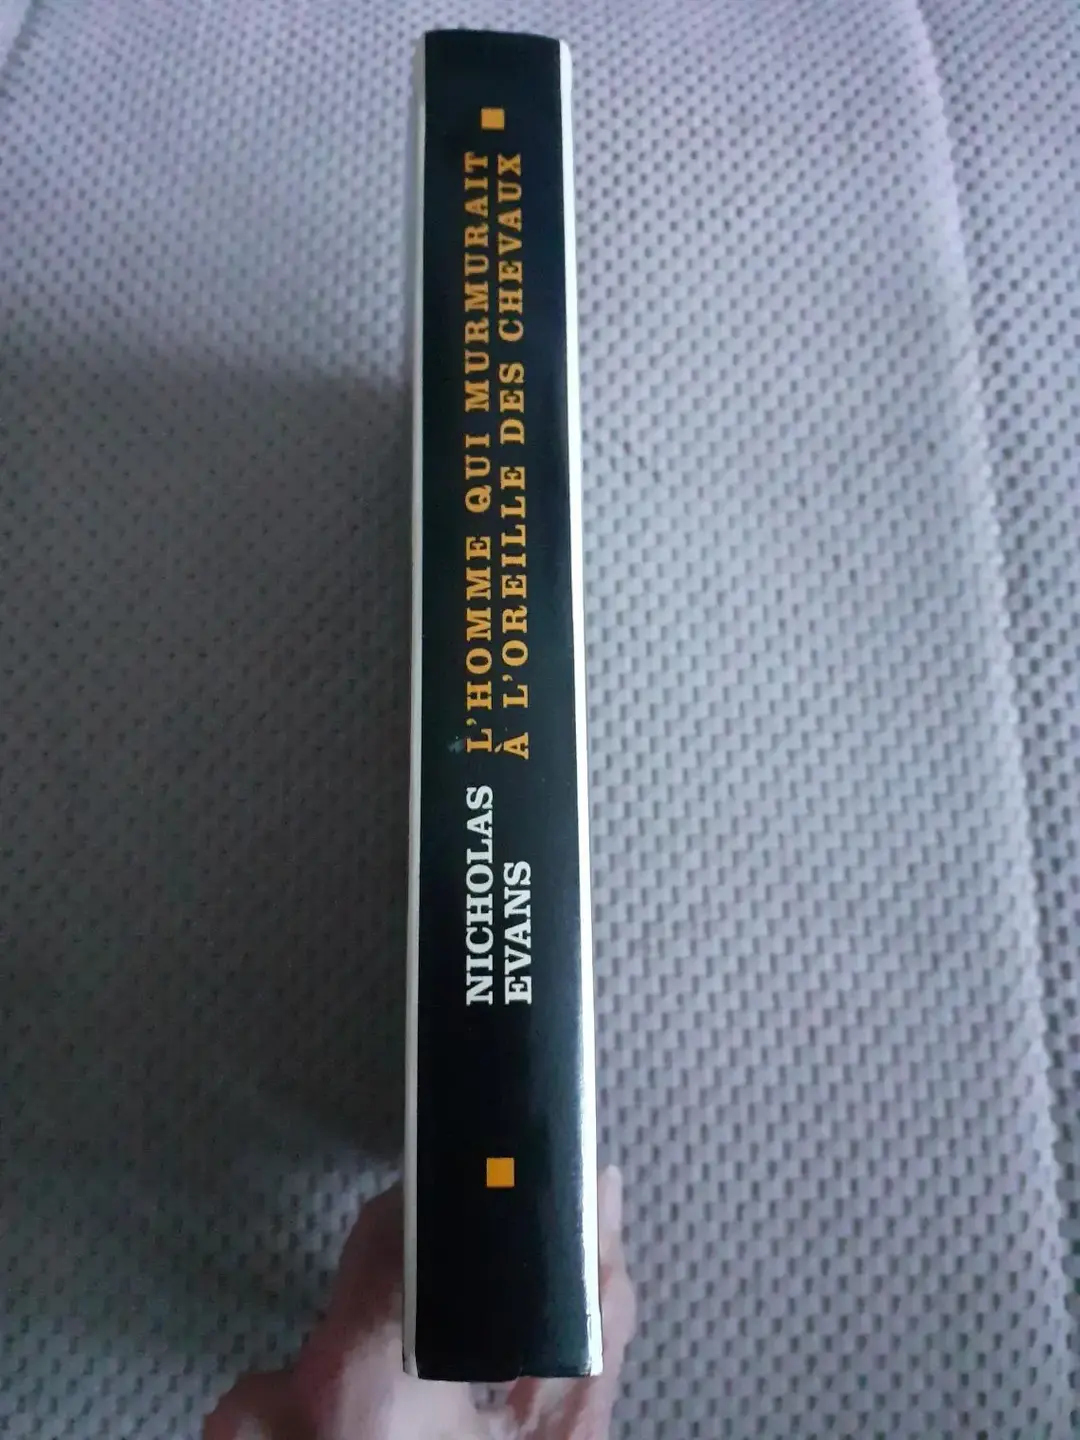 NICHOLAS
EVANS
L'HOMME QUI MURMURAIT
À L'OREILLE DES CHEVAUX